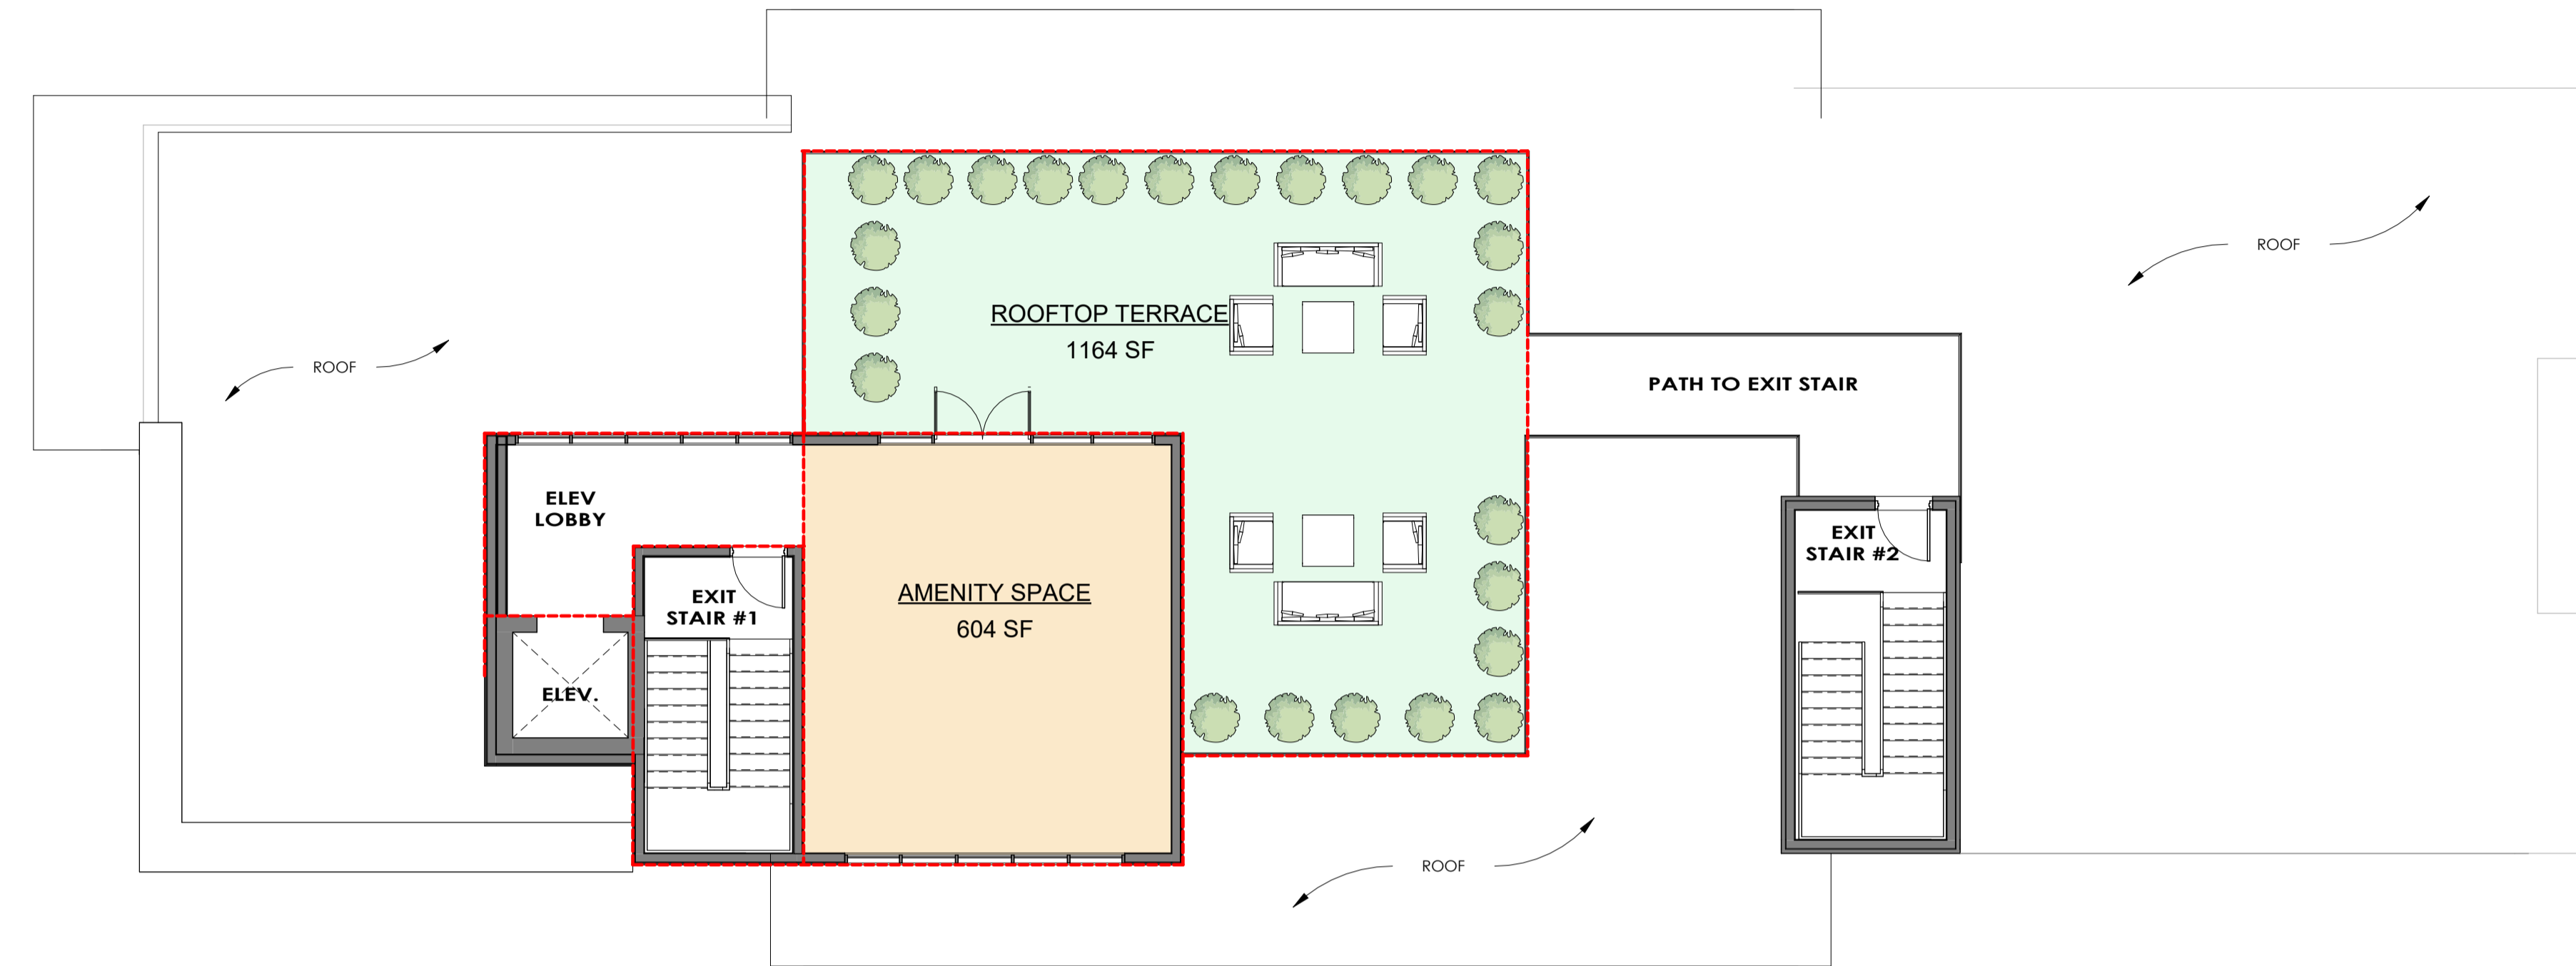 ROOF
ROOFTOP TERRACE
1164 SF
ROOF
PATH TO EXIT STAIR
ELEV
LOBBY
EXIT
STAIR #1
ELEV.
AMENITY SPACE
604 SF
EXIT
STAIR #2
ROOF